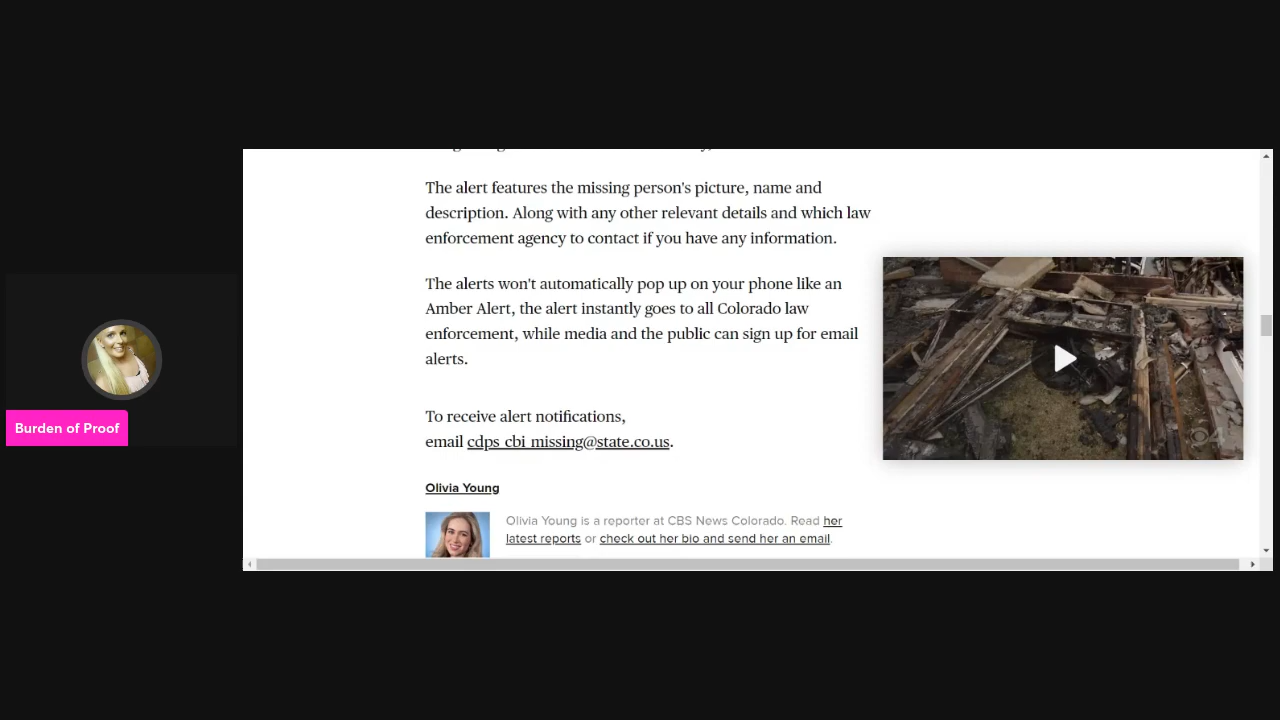 The alert features the missing person's picture, name and
description. Along with any other relevant details and which law
enforcement agency to contact if you have any information.
The alerts won't automatically pop up on your phone like an
Amber Alert, the alert instantly goes to all Colorado law
enforcement, while media and the public can sign up for email
alerts.
To receive alert notifications,
email cdps_cbi_missing@state.co.us.
Olivia Young
Olivia Young is a reporter at CBS News Colorado. Read her
latest reports or check out her bio and send her an email.
Burden of Proof